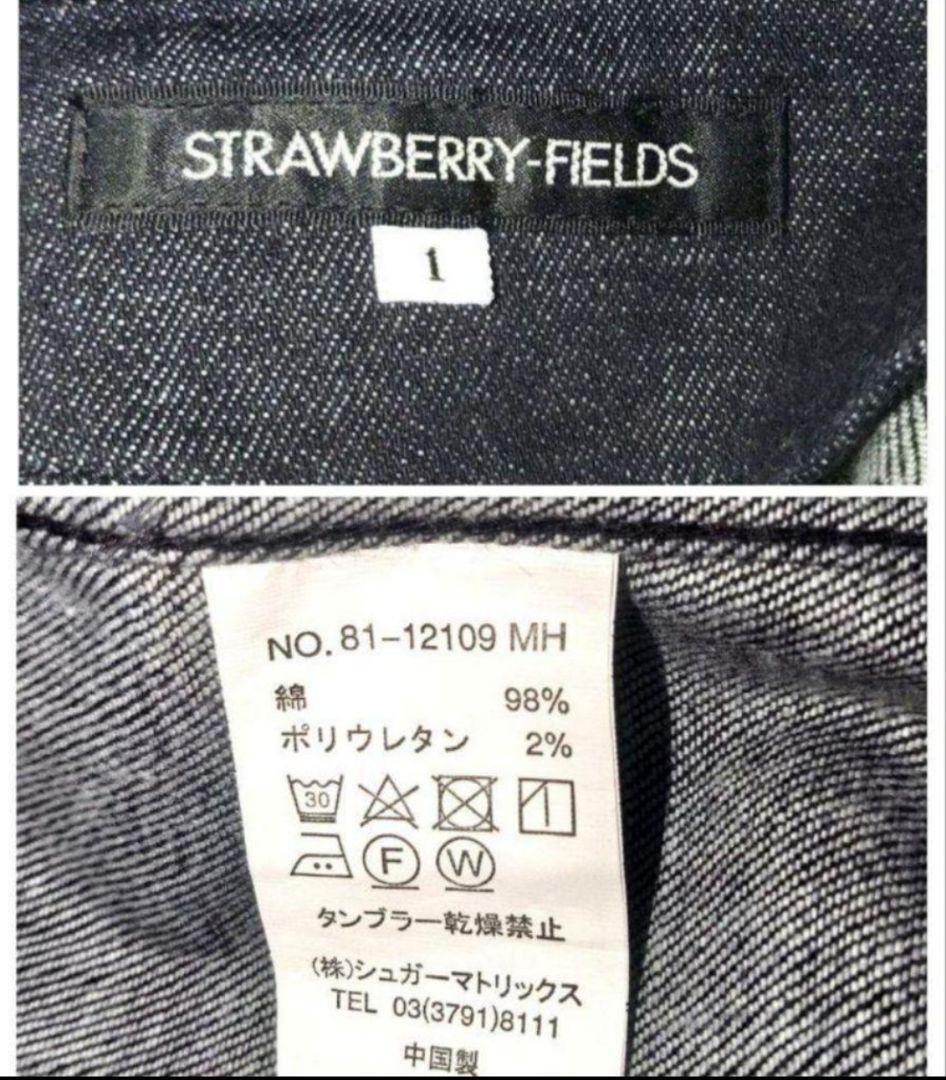 STRAWBERRY-FIELDS
1
NO. 81-12109 MH
綿 98%
ポリウレタン 2%
30
F W
タンブラー乾燥禁止
(株)シュガーマトリックス
TEL 03(3791)8111
中国製